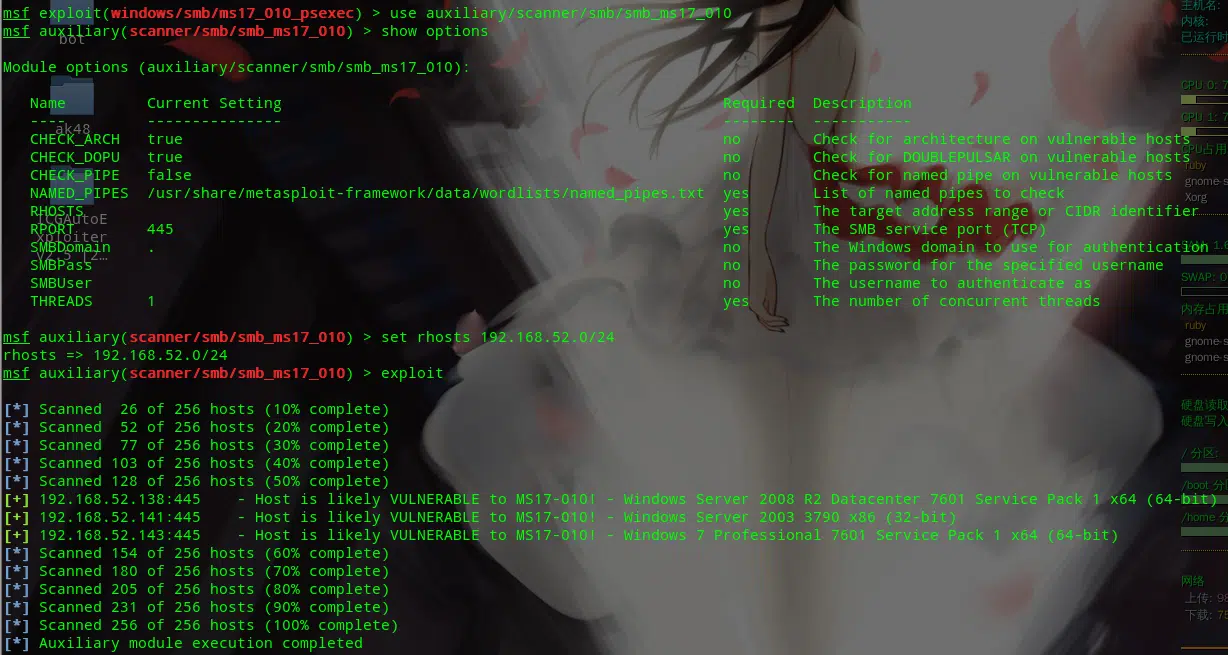 msf exploit(windows/smb/ms17_010_psexec) > use auxiliary/scanner/smb/smb_ms17_010
msf auxiliary(scanner/smb/smb_ms17_010) > show options
bot
Module options (auxiliary/scanner/smb/smb_ms17_010):
Name Current Setting Required Description
---- --------------- -------- -----------
ak48
CHECK_ARCH true no Check for architecture on vulnerable hosts
CHECK_DOPU true no Check for DOUBLEPULSAR on vulnerable hosts
CHECK_PIPE false no Check for named pipe on vulnerable hosts
NAMED_PIPES /usr/share/metasploit-framework/data/wordlists/named_pipes.txt yes List of named pipes to check
RHOSTS yes The target address range or CIDR identifier
RPORT 445 yes The SMB service port (TCP)
SMBDomain . no The Windows domain to use for authentication
SMBPass no The password for the specified username
SMBUser no The username to authenticate as
THREADS 1 yes The number of concurrent threads
msf auxiliary(scanner/smb/smb_ms17_010) > set rhosts 192.168.52.0/24
rhosts => 192.168.52.0/24
msf auxiliary(scanner/smb/smb_ms17_010) > exploit
[*] Scanned 26 of 256 hosts (10% complete)
[*] Scanned 52 of 256 hosts (20% complete)
[*] Scanned 77 of 256 hosts (30% complete)
[*] Scanned 103 of 256 hosts (40% complete)
[*] Scanned 128 of 256 hosts (50% complete)
[+] 192.168.52.138:445 - Host is likely VULNERABLE to MS17-010! - Windows Server 2008 R2 Datacenter 7601 Service Pack 1 x64 (64-bit)
[+] 192.168.52.141:445 - Host is likely VULNERABLE to MS17-010! - Windows Server 2003 3790 x86 (32-bit)
[+] 192.168.52.143:445 - Host is likely VULNERABLE to MS17-010! - Windows 7 Professional 7601 Service Pack 1 x64 (64-bit)
[*] Scanned 154 of 256 hosts (60% complete)
[*] Scanned 180 of 256 hosts (70% complete)
[*] Scanned 205 of 256 hosts (80% complete)
[*] Scanned 231 of 256 hosts (90% complete)
[*] Scanned 256 of 256 hosts (100% complete)
[*] Auxiliary module execution completed
主机名:
内核:
已运行时
CPU 0: 7
CPU 1: 7
CPU占用
ruby
gnome-s
Xorg
SWAP: 0
内存占用
ruby
gnome-s
gnome-s
硬盘读取
硬盘写入
/ 分区:
/boot 分
/home 分
网络
上传: 
下载: